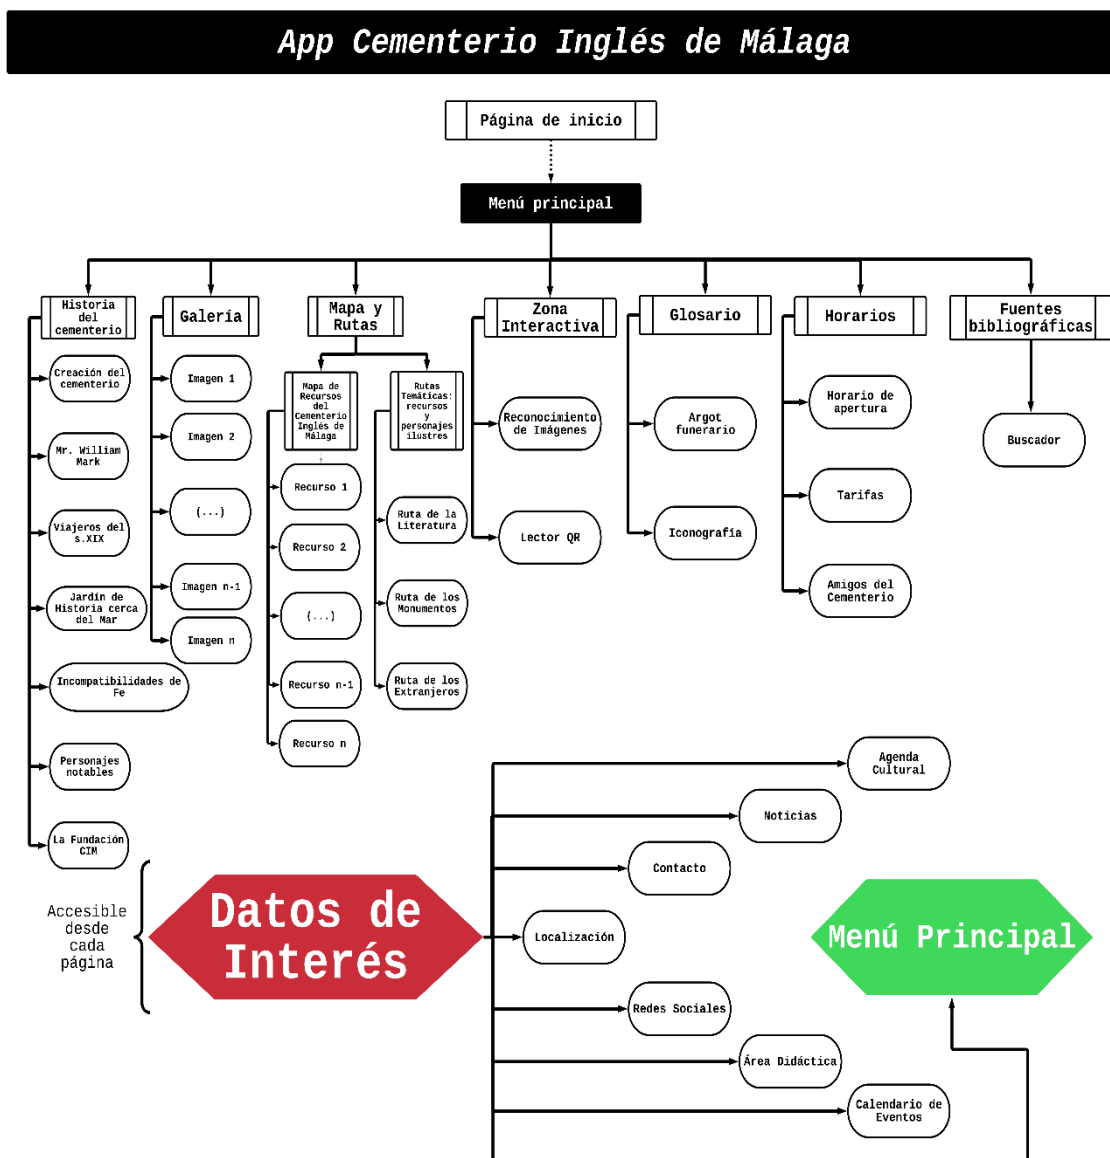 App Cementerio Inglés de Málaga
Página de inicio
Menú principal
Historia
del
cementerio
Creación del
cementerio
Mr. William
Mark
Viajeros del
s.XIX
Jardín de
Historia cerca
del Mar
Incompatibilidades de
Fe
Personajes
notables
La Fundación
CIM
Galería
Imagen 1
Imagen 2
(...)
Imagen n-1
Imagen n
Mapa y
Rutas
Mapa de
Recursos
del
Cementerio
Inglés de
Málaga
Recurso 1
Recurso 2
(...)
Recurso n-1
Recurso n
Rutas
Temáticas:
recursos
y
personajes
ilustres
Ruta de la
Literatura
Ruta de los
Monumentos
Ruta de los
Extranjeros
Zona
Interactiva
Reconocimiento
de Imágenes
Lector QR
Glosario
Argot
funerario
Iconografía
Horarios
Horario de
apertura
Tarifas
Amigos del
Cementerio
Fuentes
bibliográficas
Buscador
Accesible
desde
cada
página
Datos de
Interés
Agenda
Cultural
Noticias
Contacto
Localización
Redes Sociales
Área Didáctica
Calendario de
Eventos
Menú Principal